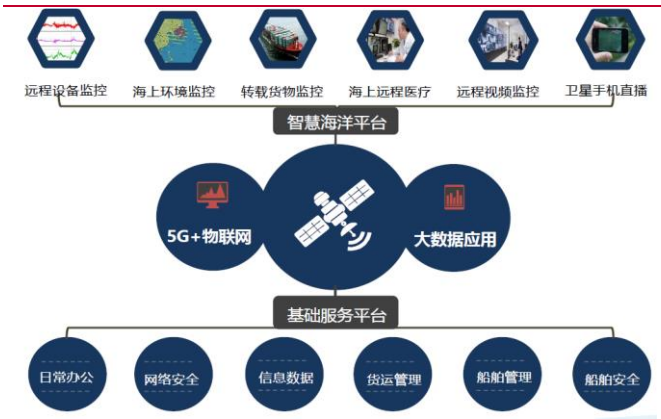 远程设备监控
海上环境监控
转载货物监控
海上远程医疗
远程视频监控
卫星手机直播
智慧海洋平台
5G+物联网
大数据应用
基础服务平台
日常办公
网络安全
信息数据
货运管理
船舶管理
船舶安全